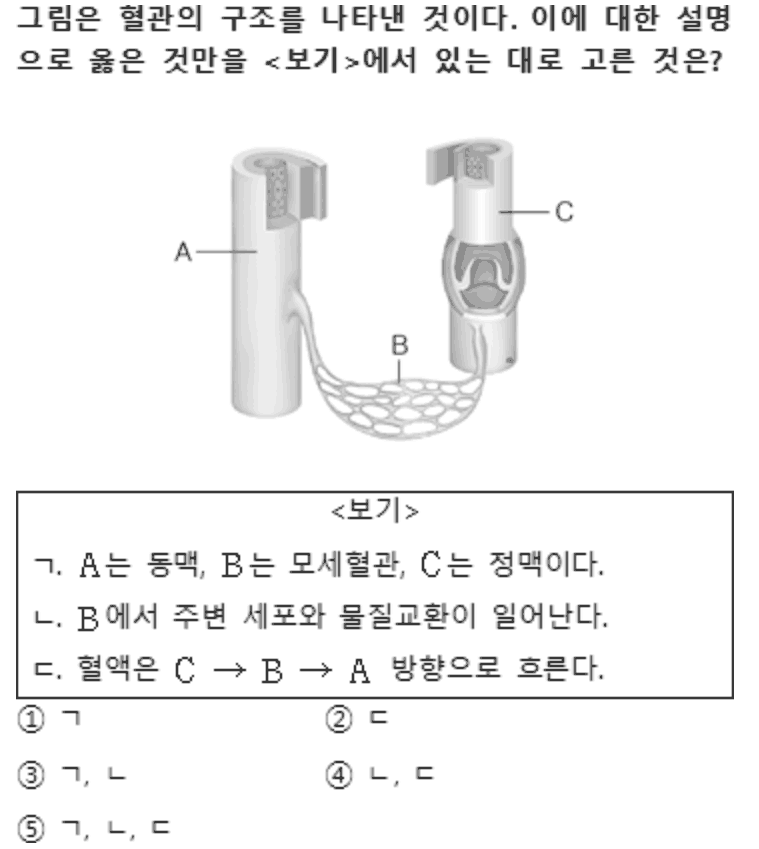 그림은 혈관의 구조를 나타낸 것이다. 이에 대한 설명
으로 옳은 것만을 <보기>에서 있는 대로 고른 것은?
A
B
C
<보기>
ㄱ. A는 동맥, B는 모세혈관, C는 정맥이다.
ㄴ. B에서 주변 세포와 물질교환이 일어난다.
ㄷ. 혈액은 C → B → A 방향으로 흐른다.
① ㄱ ② ㄷ
③ ㄱ, ㄴ ④ ㄴ, ㄷ
⑤ ㄱ, ㄴ, ㄷ